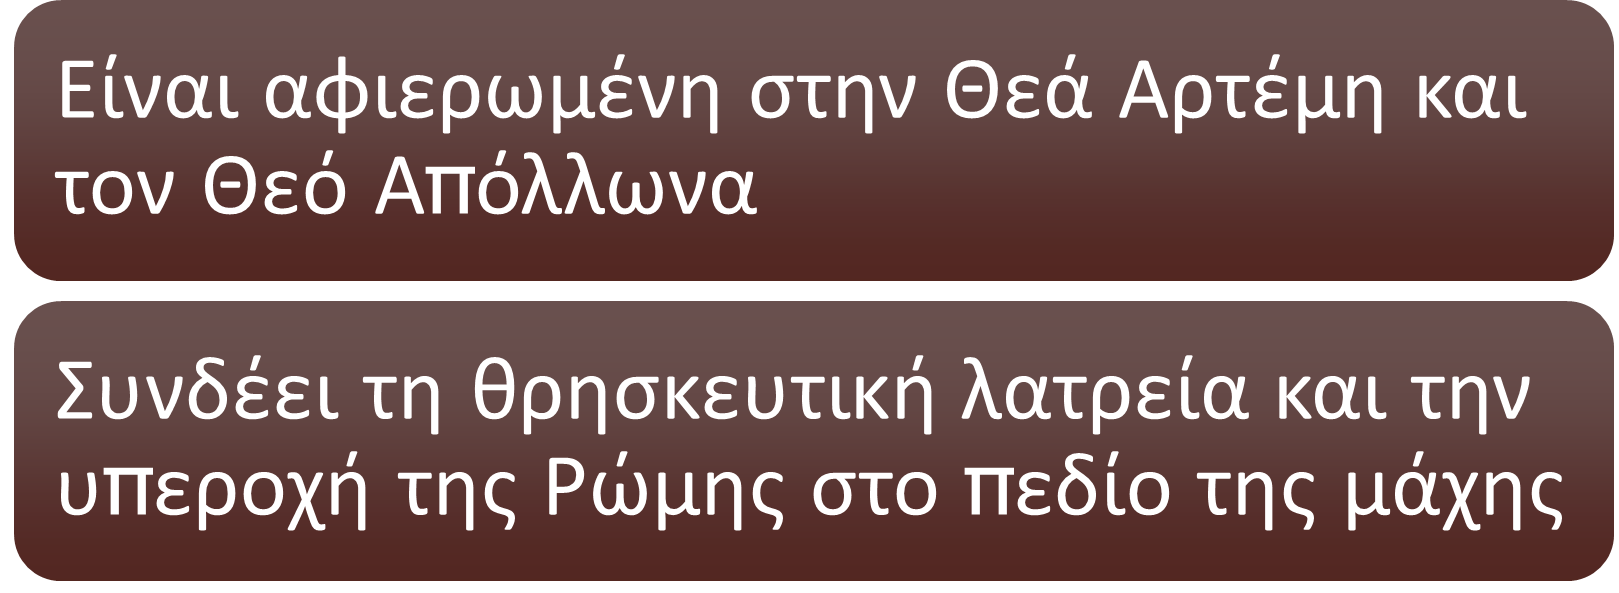 Είναι αφιερωμένη στην Θεά Αρτέμη και
τον Θεό Απόλλωνα
Συνδέει τη θρησκευτική λατρεία και την
υπεροχή της Ρώμης στο πεδίο της μάχης